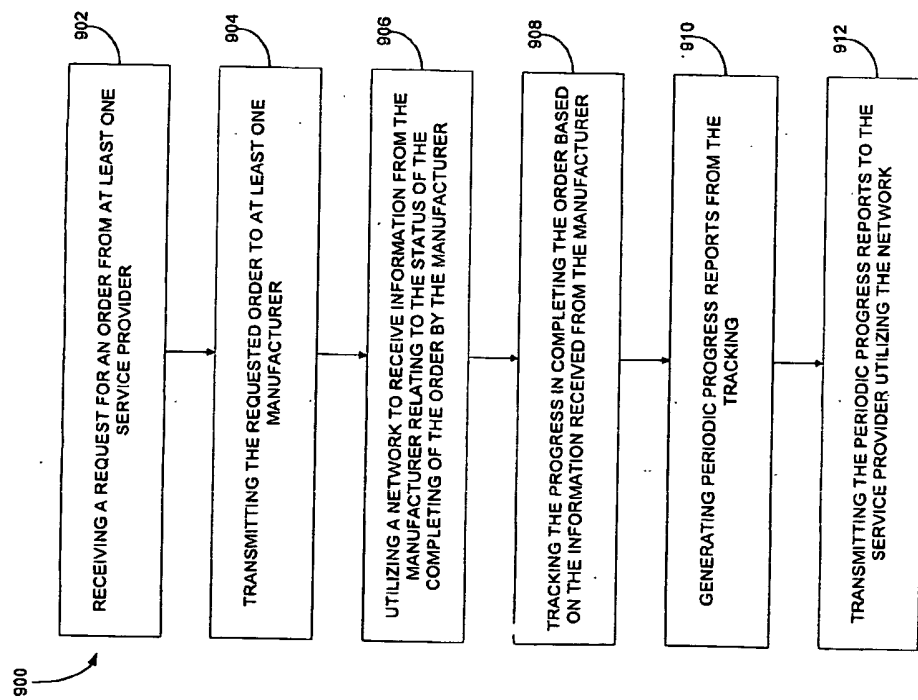 900
902
RECEIVING A REQUEST FOR AN ORDER FROM AT LEAST ONE
SERVICE PROVIDER
904
TRANSMITTING THE REQUESTED ORDER TO AT LEAST ONE
MANUFACTURER
906
UTILIZING A NETWORK TO RECEIVE INFORMATION FROM THE
MANUFACTURER RELATING TO THE STATUS OF THE
COMPLETING OF THE ORDER BY THE MANUFACTURER
908
TRACKING THE PROGRESS IN COMPLETING THE ORDER BASED
ON THE INFORMATION RECEIVED FROM THE MANUFACTURER
910
GENERATING PERIODIC PROGRESS REPORTS FROM THE
TRACKING
912
TRANSMITTING THE PERIODIC PROGRESS REPORTS TO THE
SERVICE PROVIDER UTILIZING THE NETWORK